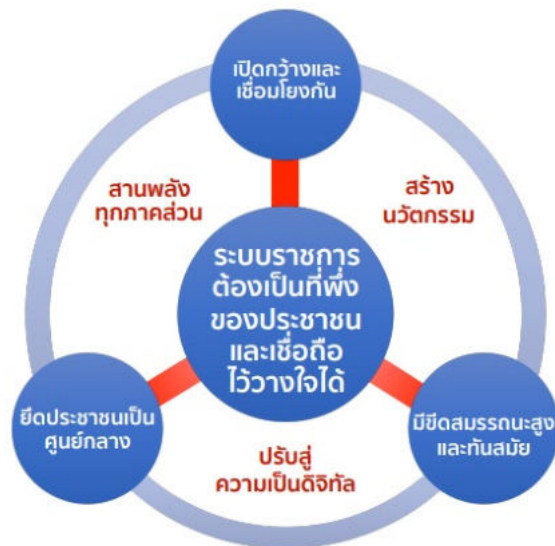 เปิดกว้างและ
เชื่อมโยงกัน
สานพลัง
ทุกภาคส่วน
สร้าง
นวัตกรรม
ระบบราชการ
ต้องเป็นที่พึ่ง
ของประชาชน
และเชื่อถือ
ไว้วางใจได้
ยึดประชาชนเป็น
ศูนย์กลาง
มีขีดสมรรถนะสูง
และทันสมัย
ปรับสู่
ความเป็นดิจิทัล